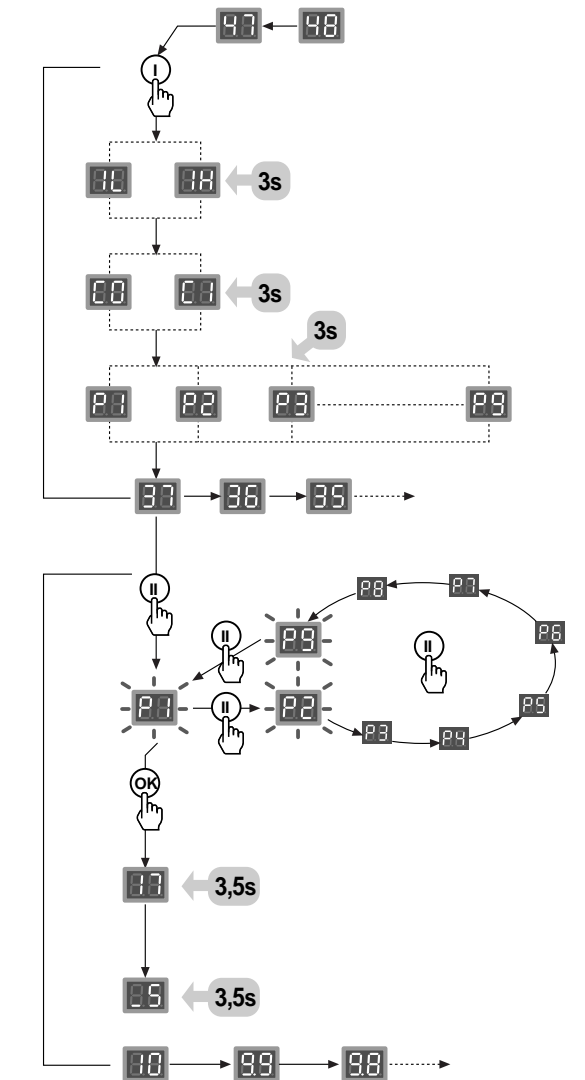 47 48
I
1L 1H 3s
C0 C1 3s
3s
P1 P2 P3 P9
37 36 35
II
P8 P7
II P9 II P6
P1 II P2 P5
P3 P4
OK
17 3,5s
_5 3,5s
10 9.9 9.8